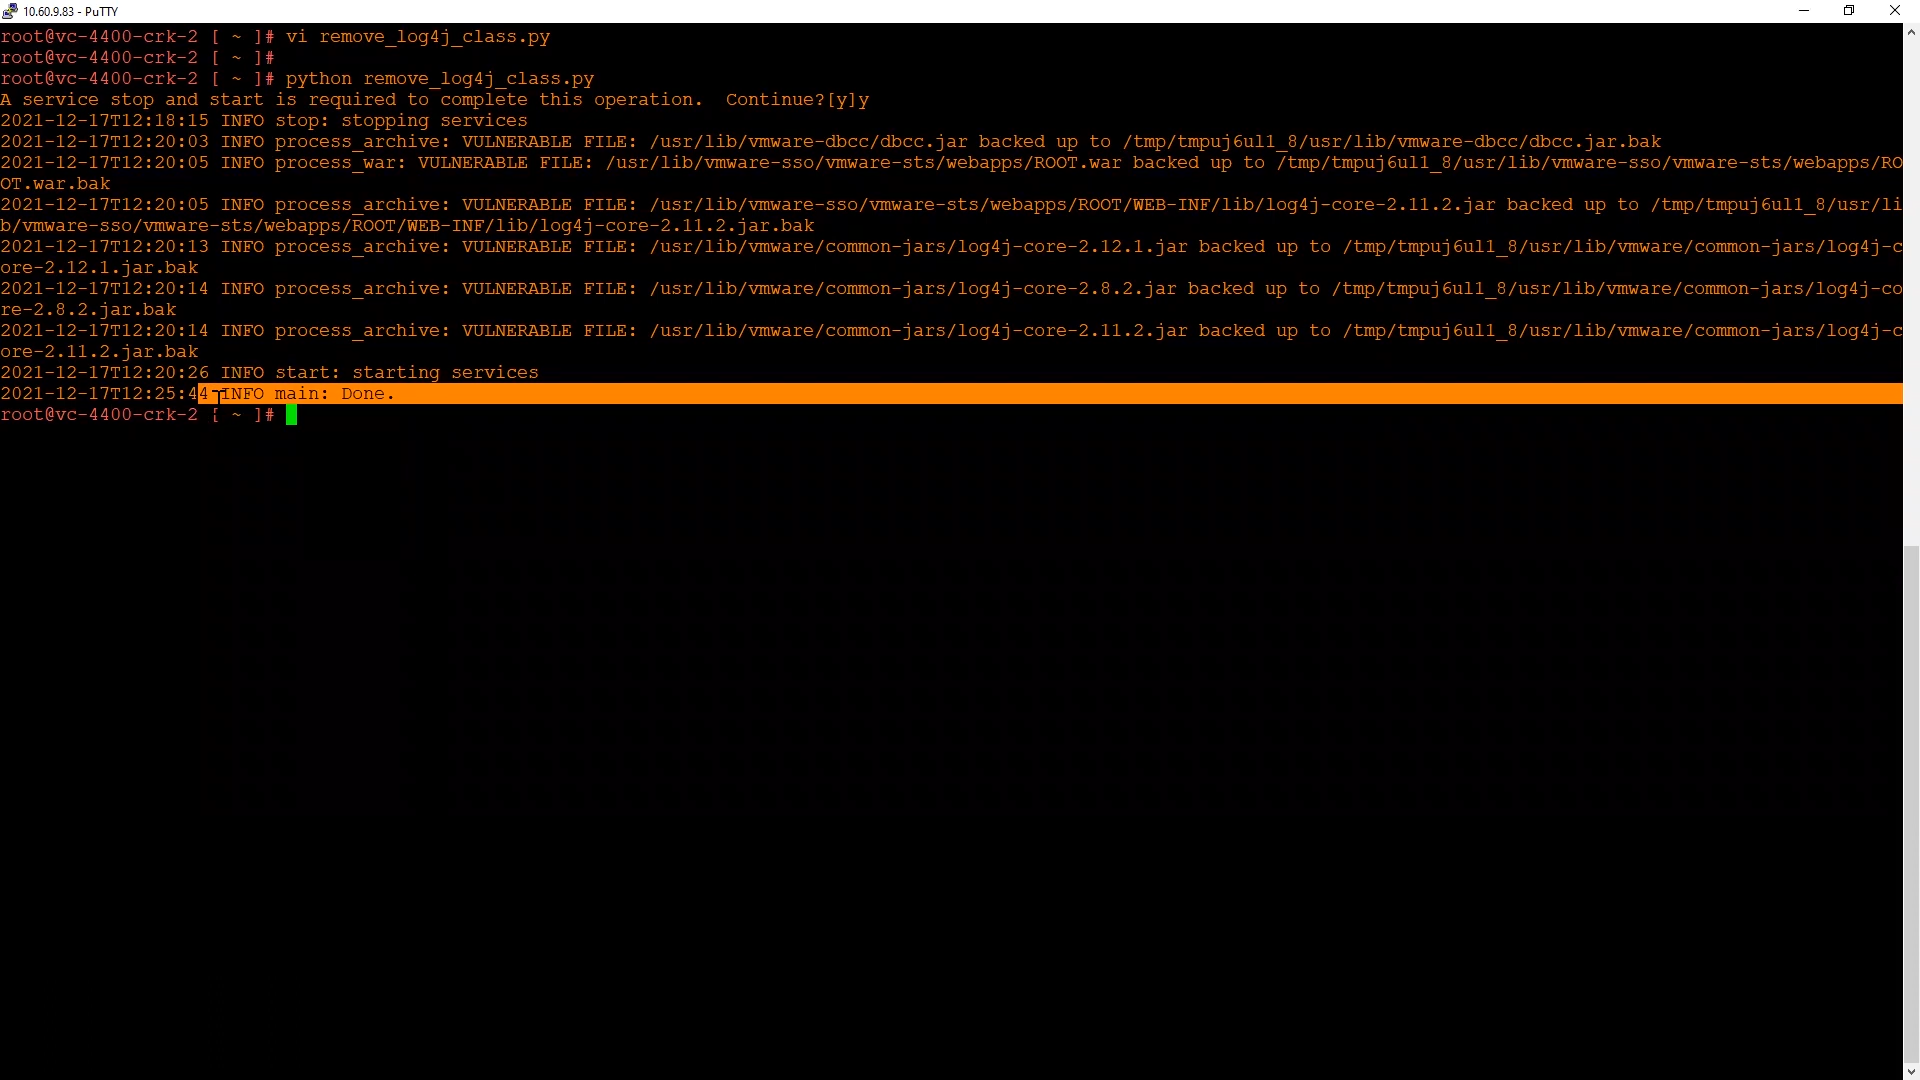 10.60.9.83 - PuTTY
root@vc-4400-crk-2 [ ~ ]# vi remove_log4j_class.py
root@vc-4400-crk-2 [ ~ ]#
root@vc-4400-crk-2 [ ~ ]# python remove_log4j_class.py
A service stop and start is required to complete this operation.  Continue?[y]y
2021-12-17T12:18:15 INFO stop: stopping services
2021-12-17T12:20:03 INFO process_archive: VULNERABLE FILE: /usr/lib/vmware-dbcc/dbcc.jar backed up to /tmp/tmpuj6ul1_8/usr/lib/vmware-dbcc/dbcc.jar.bak
2021-12-17T12:20:05 INFO process_war: VULNERABLE FILE: /usr/lib/vmware-sso/vmware-sts/webapps/ROOT.war backed up to /tmp/tmpuj6ul1_8/usr/lib/vmware-sso/vmware-sts/webapps/RO
OT.war.bak
2021-12-17T12:20:05 INFO process_archive: VULNERABLE FILE: /usr/lib/vmware-sso/vmware-sts/webapps/ROOT/WEB-INF/lib/log4j-core-2.11.2.jar backed up to /tmp/tmpuj6ul1_8/usr/li
b/vmware-sso/vmware-sts/webapps/ROOT/WEB-INF/lib/log4j-core-2.11.2.jar.bak
2021-12-17T12:20:13 INFO process_archive: VULNERABLE FILE: /usr/lib/vmware/common-jars/log4j-core-2.12.1.jar backed up to /tmp/tmpuj6ul1_8/usr/lib/vmware/common-jars/log4j-c
ore-2.12.1.jar.bak
2021-12-17T12:20:14 INFO process_archive: VULNERABLE FILE: /usr/lib/vmware/common-jars/log4j-core-2.8.2.jar backed up to /tmp/tmpuj6ul1_8/usr/lib/vmware/common-jars/log4j-co
re-2.8.2.jar.bak
2021-12-17T12:20:14 INFO process_archive: VULNERABLE FILE: /usr/lib/vmware/common-jars/log4j-core-2.11.2.jar backed up to /tmp/tmpuj6ul1_8/usr/lib/vmware/common-jars/log4j-c
ore-2.11.2.jar.bak
2021-12-17T12:20:26 INFO start: starting services
2021-12-17T12:25:44 INFO main: Done.
root@vc-4400-crk-2 [ ~ ]#